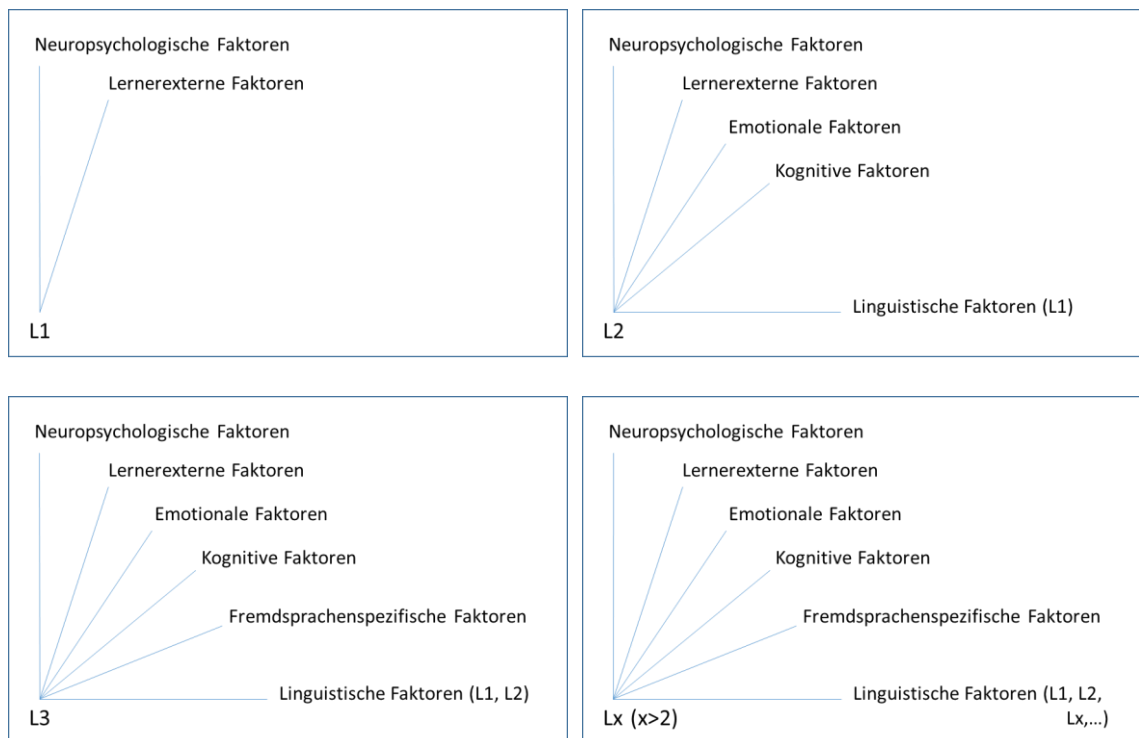 Neuropsychologische Faktoren
Lernerexterne Faktoren
L1
Neuropsychologische Faktoren
Lernerexterne Faktoren
Emotionale Faktoren
Kognitive Faktoren
Linguistische Faktoren (L1)
L2
Neuropsychologische Faktoren
Lernerexterne Faktoren
Emotionale Faktoren
Kognitive Faktoren
Fremdsprachenspezifische Faktoren
Linguistische Faktoren (L1, L2)
L3
Neuropsychologische Faktoren
Lernerexterne Faktoren
Emotionale Faktoren
Kognitive Faktoren
Fremdsprachenspezifische Faktoren
Linguistische Faktoren (L1, L2,
Lx,...)
Lx (x>2)